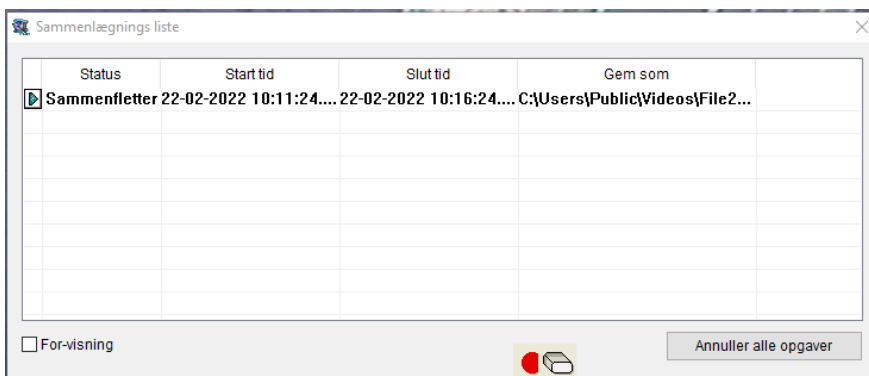 Sammenlægnings liste
Status Start tid Slut tid Gem som
Sammenfletter 22-02-2022 10:11:24.... 22-02-2022 10:16:24.... C:\Users\Public\Videos\File2...
For-visning
Annuller alle opgaver